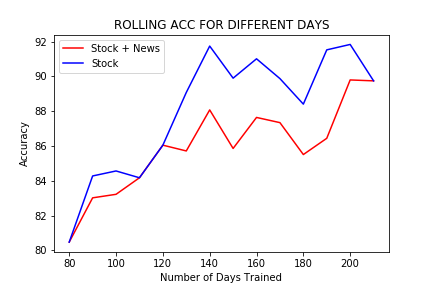 ROLLING ACC FOR DIFFERENT DAYS
Stock + News
Stock
92
90
88
86
84
82
80
Accuracy
80 100 120 140 160 180 200
Number of Days Trained